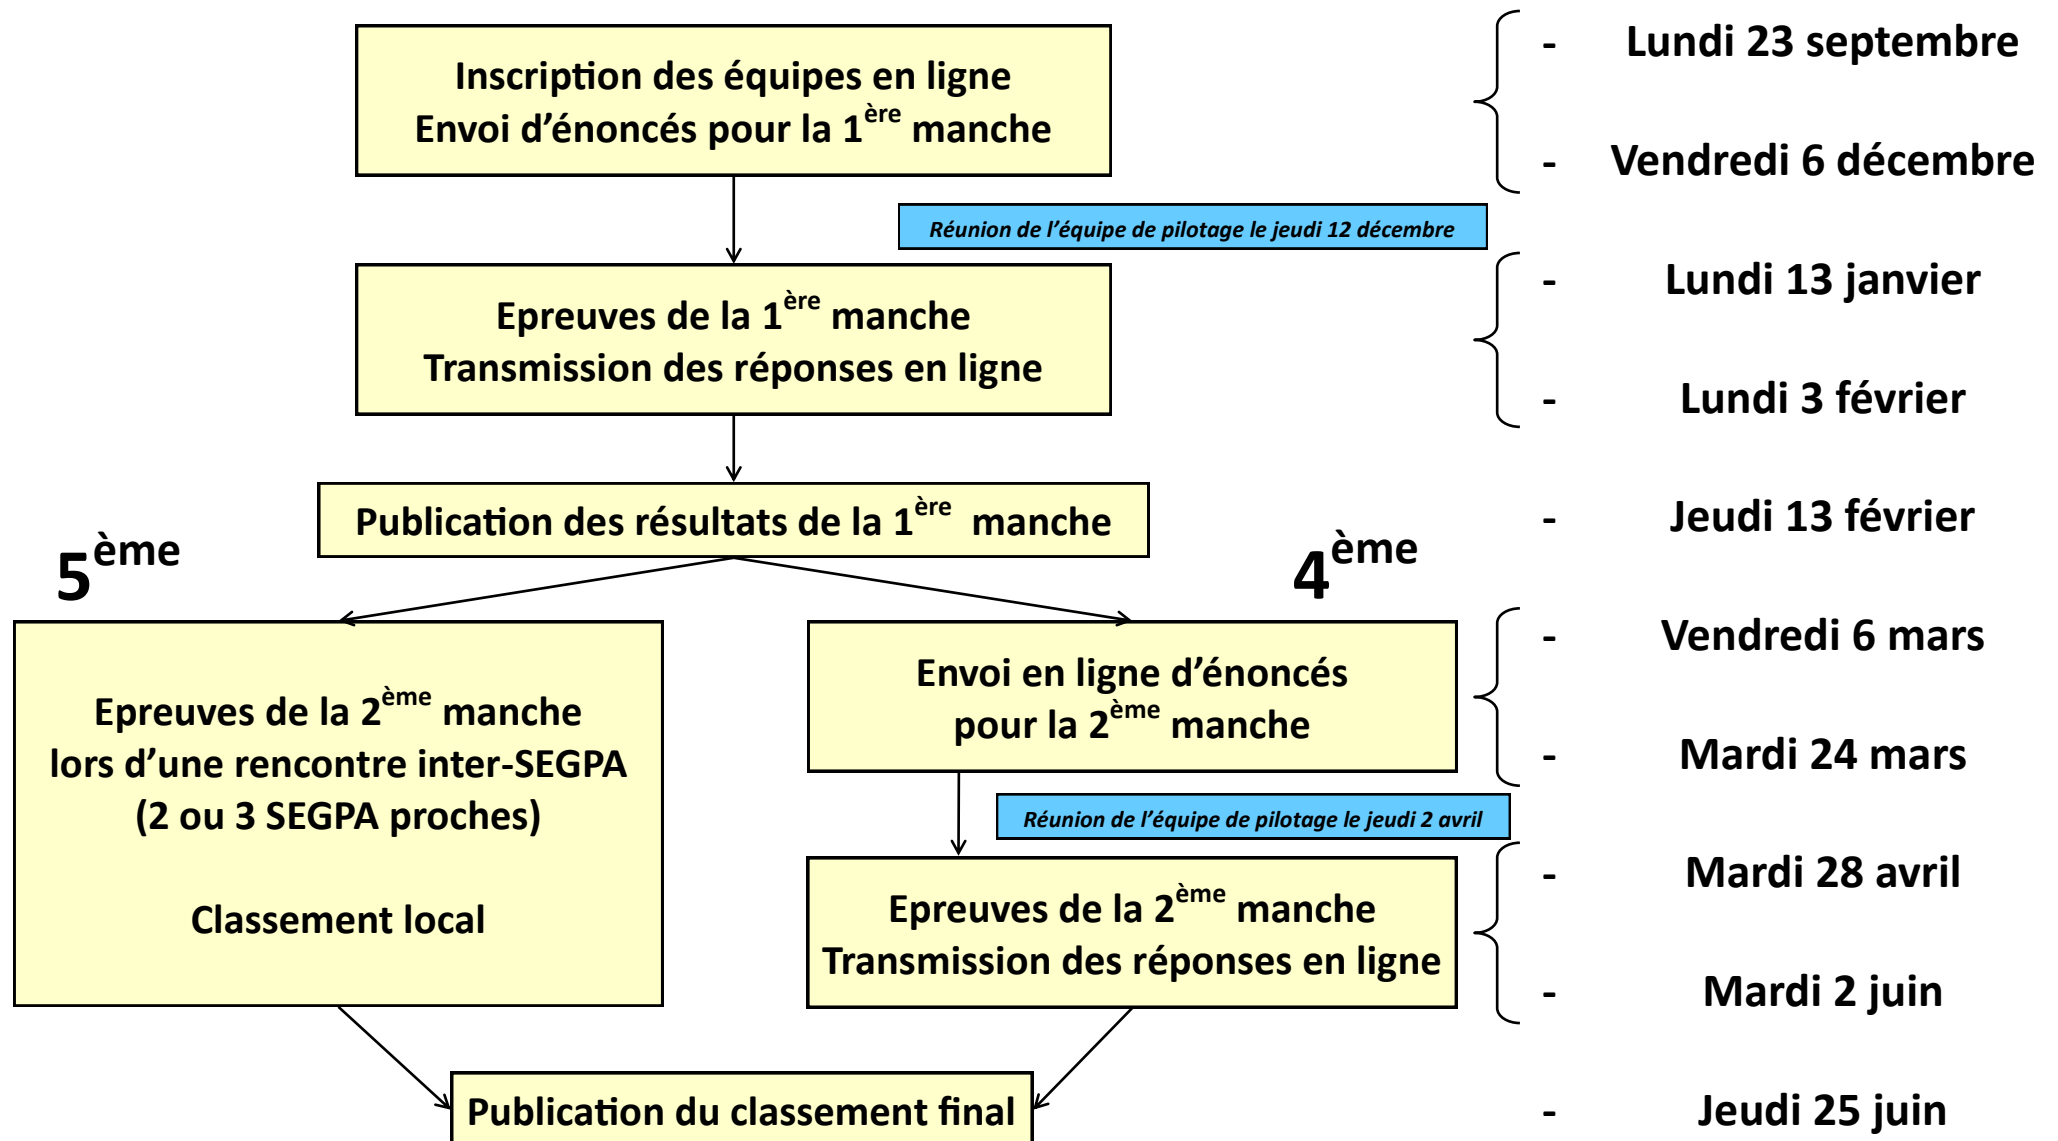 Inscription des équipes en ligne
Envoi d’énoncés pour la 1ère manche
- Lundi 23 septembre
- Vendredi 6 décembre
Réunion de l’équipe de pilotage le jeudi 12 décembre
Epreuves de la 1ère manche
Transmission des réponses en ligne
- Lundi 13 janvier
- Lundi 3 février
Publication des résultats de la 1ère manche
- Jeudi 13 février
5ème
4ème
Epreuves de la 2ème manche
lors d’une rencontre inter-SEGPA
(2 ou 3 SEGPA proches)
Classement local
Envoi en ligne d’énoncés
pour la 2ème manche
- Vendredi 6 mars
- Mardi 24 mars
Réunion de l’équipe de pilotage le jeudi 2 avril
Epreuves de la 2ème manche
Transmission des réponses en ligne
- Mardi 28 avril
- Mardi 2 juin
Publication du classement final
- Jeudi 25 juin